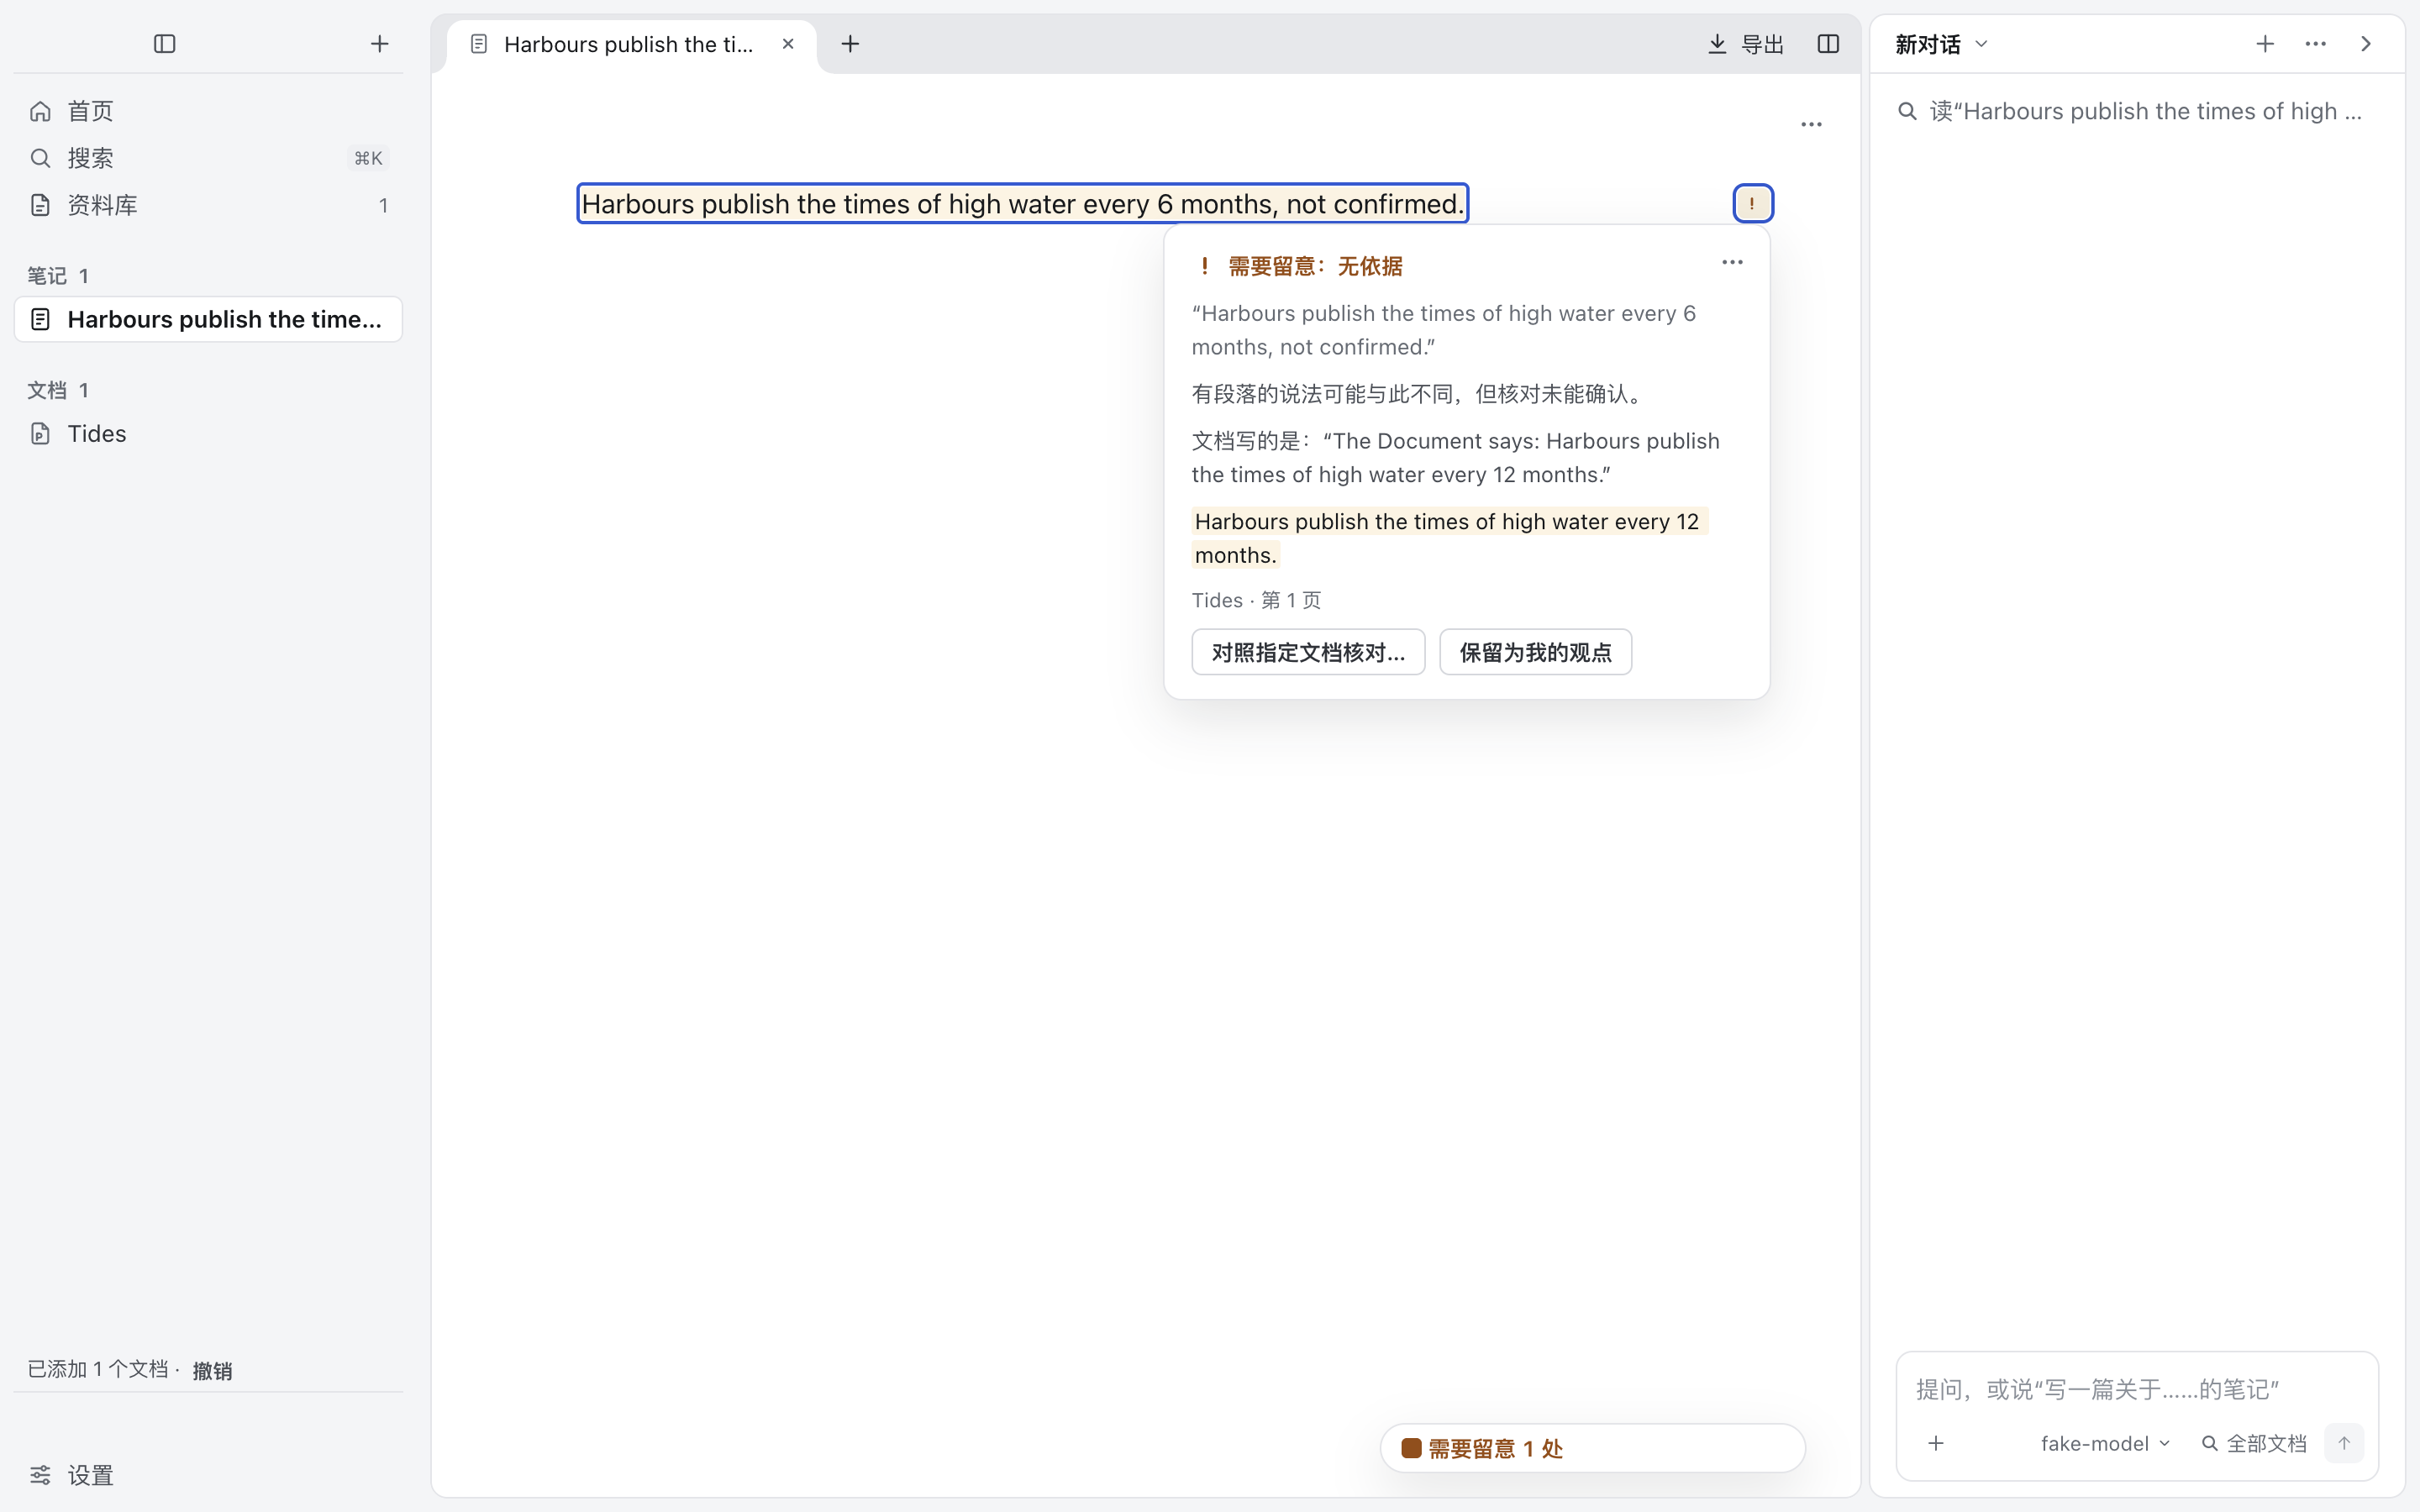 首页
搜索 ⌘K
资料库 1
笔记 1
Harbours publish the time...
文档 1
Tides
已添加 1 个文档 · 撤销
设置
Harbours publish the ti...
导出
Harbours publish the times of high water every 6 months, not confirmed.
!
! 需要留意：无依据
“Harbours publish the times of high water every 6
months, not confirmed.”
有段落的说法可能与此不同，但核对未能确认。
文档写的是：“The Document says: Harbours publish
the times of high water every 12 months.”
Harbours publish the times of high water every 12
months.
Tides · 第 1 页
对照指定文档核对... 保留为我的观点
需要留意 1 处
新对话
读“Harbours publish the times of high ...
提问，或说“写一篇关于……的笔记”
fake-model 全部文档